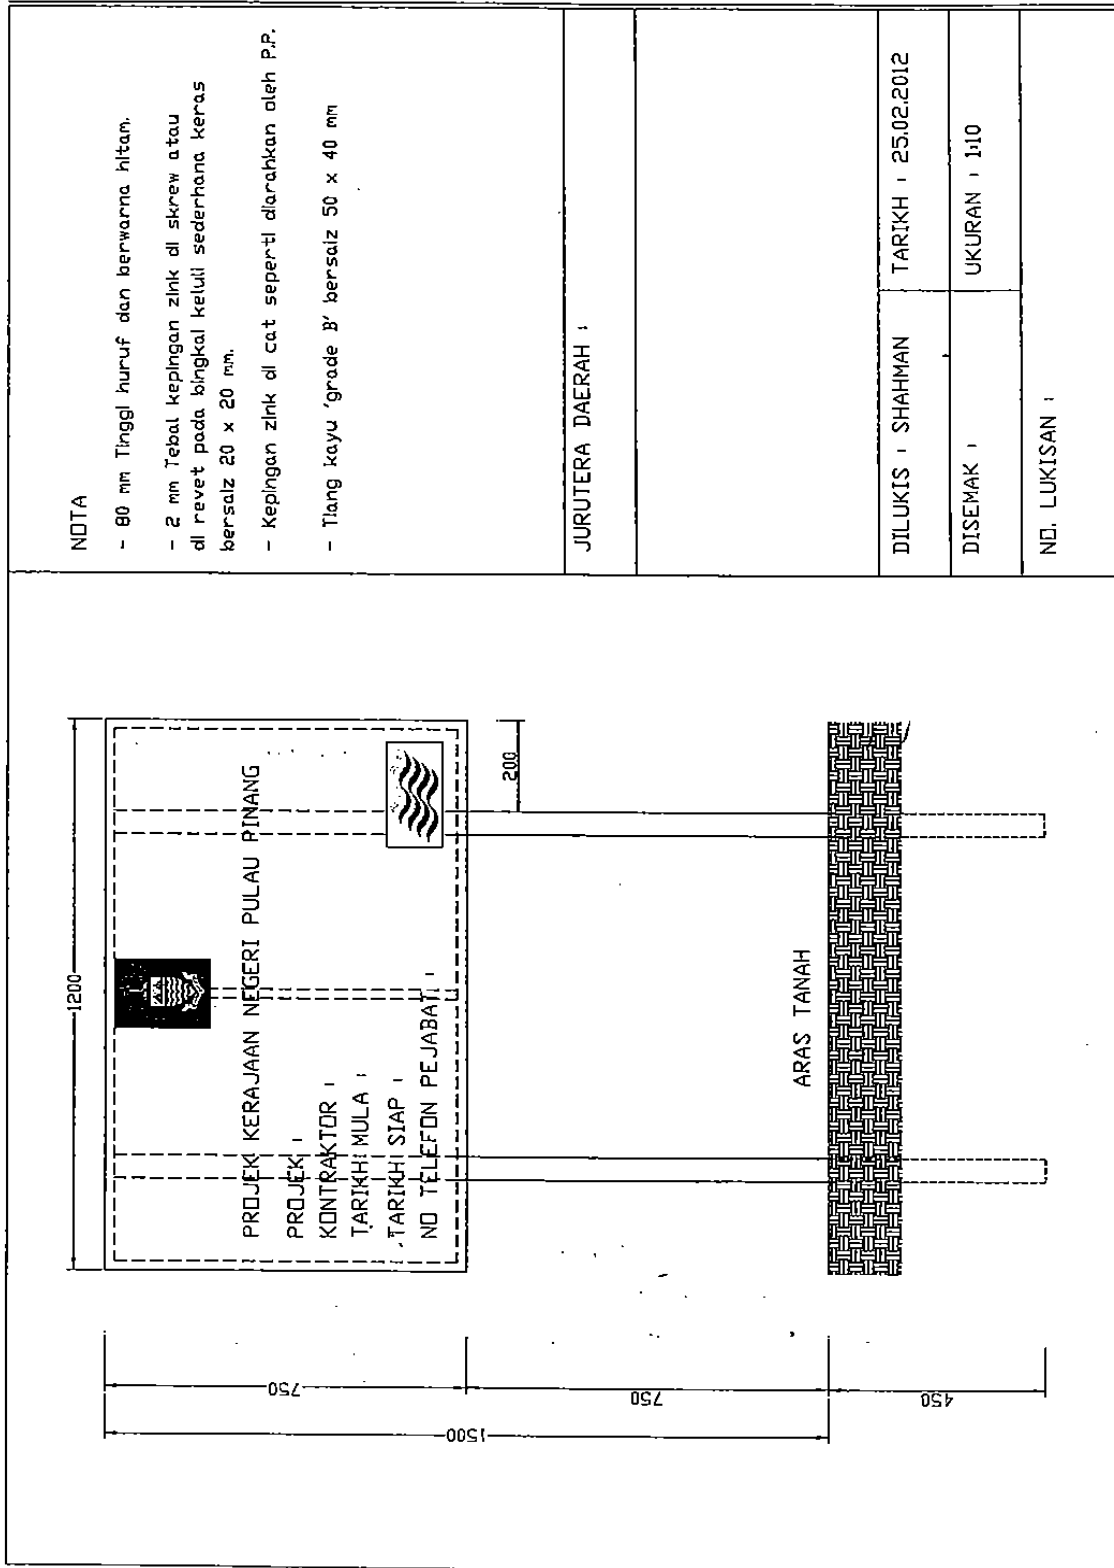 1200
PROJEK KERAJAAN NEGERI PULAU PINANG
PROJEK :
KONTRAKTOR :
TARIKH MULA :
TARIKH SIAP :
NO TELEFON PEJABAT :
200
ARAS TANAH
750
750
450
1500
NOTA
- 80 mm Tinggi huruf dan berwarna hitam.
- 2 mm Tebal kepingan zink di skrew atau
di revet pada bingkai keluli sederhana keras
bersaiz 20 x 20 mm.
- Kepingan zink di cat seperti diarahkan oleh P.P.
- Tiang kayu 'grade B' bersaiz 50 x 40 mm
JURUTERA DAERAH :
DILUKIS : SHAHMAN
TARIKH : 25.02.2012
DISEMAK :
UKURAN : 1:10
NO. LUKISAN :